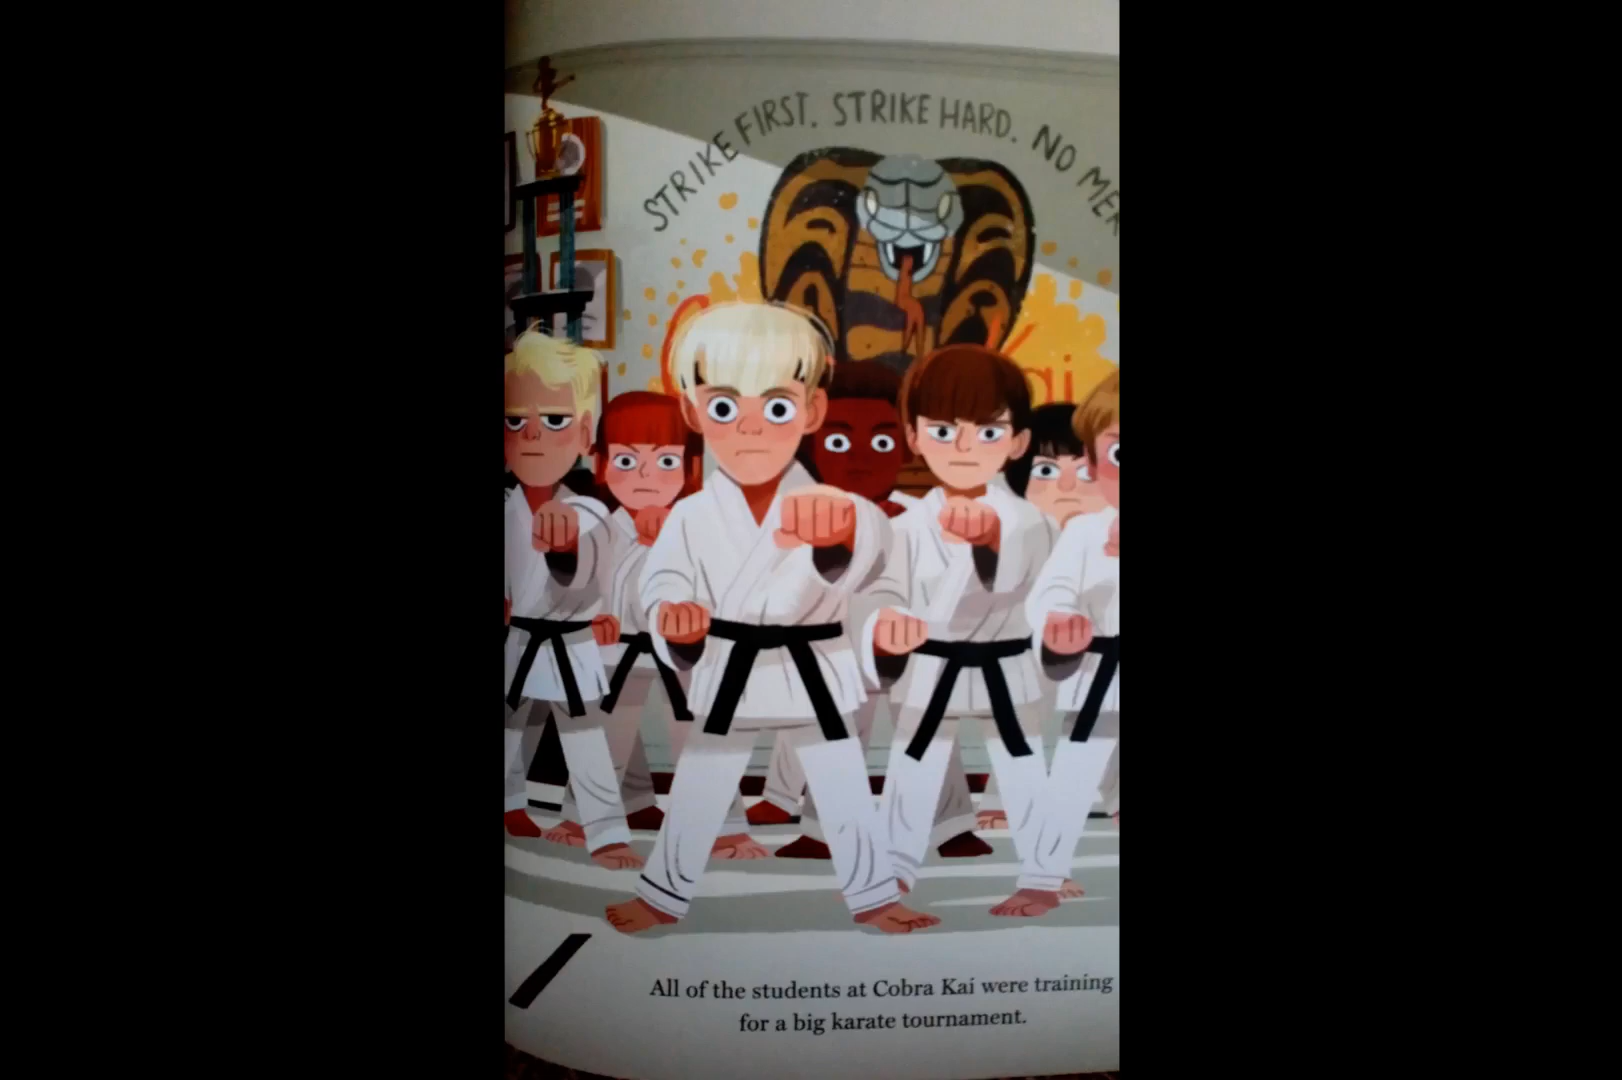 STRIKE FIRST. STRIKE HARD. NO
All of the students at Cobra Kai were training
for a big karate tournament.